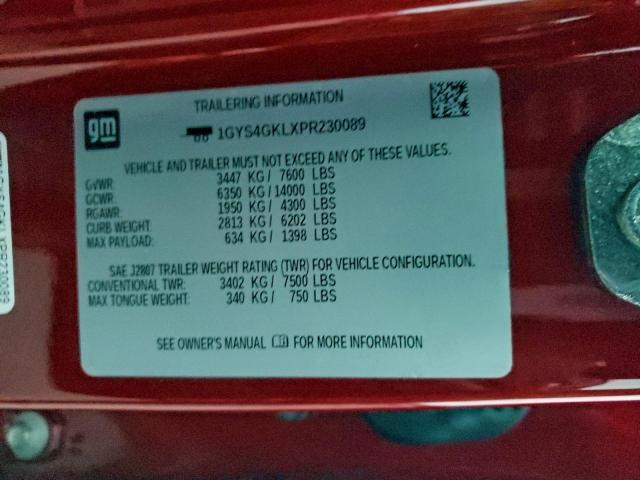 TRAILERING INFORMATION
gm
1GYS4GKLXPR230089
VEHICLE AND TRAILER MUST NOT EXCEED ANY OF THESE VALUES.
GVWR: 3447 KG/ 7600 LBS
GCWR: 6350 KG/ 14000 LBS
RGAWR: 1950 KG/ 4300 LBS
CURB WEIGHT: 2813 KG/ 6202 LBS
MAX PAYLOAD: 634 KG/ 1398 LBS
SAE J2807 TRAILER WEIGHT RATING (TWR) FOR VEHICLE CONFIGURATION.
CONVENTIONAL TWR: 3402 KG/ 7500 LBS
MAX TONGUE WEIGHT: 340 KG/ 750 LBS
SEE OWNER'S MANUAL FOR MORE INFORMATION